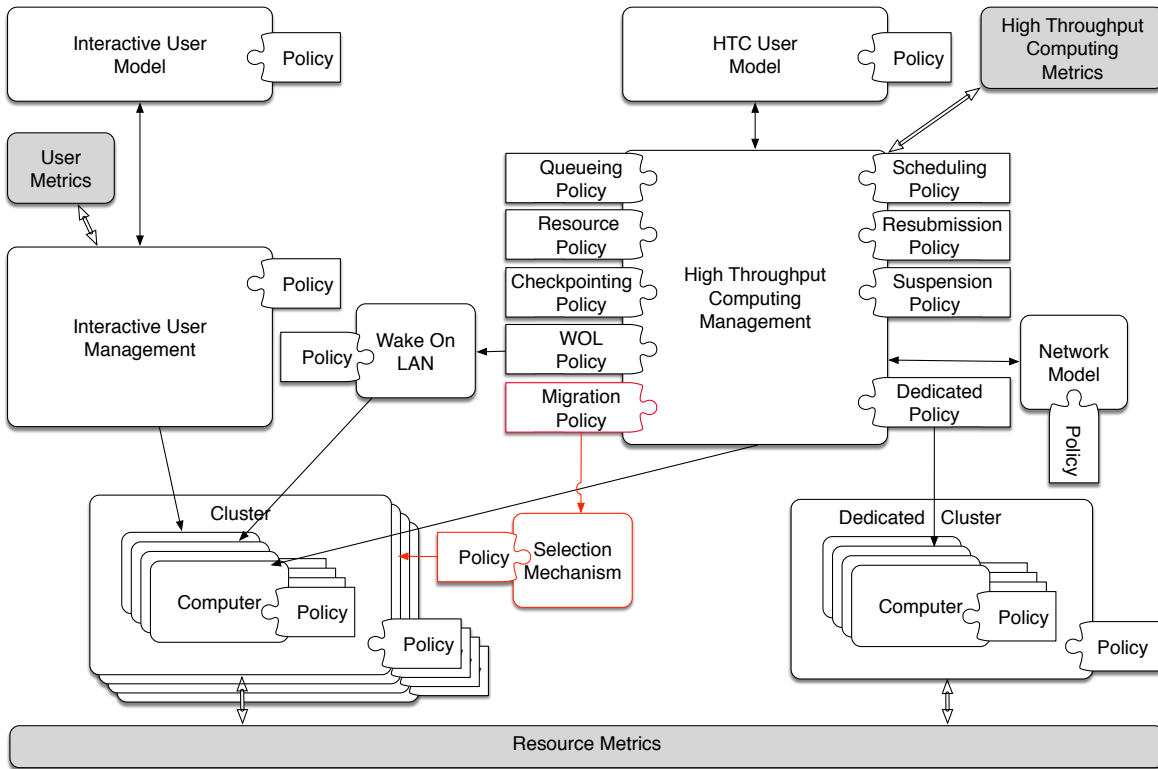 Interactive User
Model
Policy
HTC User
Model
Policy
High Throughput
Computing
Metrics
User
Metrics
Queueing
Policy
Scheduling
Policy
Resource
Policy
Resubmission
Policy
Checkpointing
Policy
High Throughput
Computing
Management
Suspension
Policy
Interactive User
Management
Policy
Policy
Wake On
LAN
WOL
Policy
Network
Model
Policy
Migration
Policy
Dedicated
Policy
Cluster
Computer
Policy
Policy
Policy
Selection
Mechanism
Dedicated Cluster
Computer
Policy
Policy
Resource Metrics